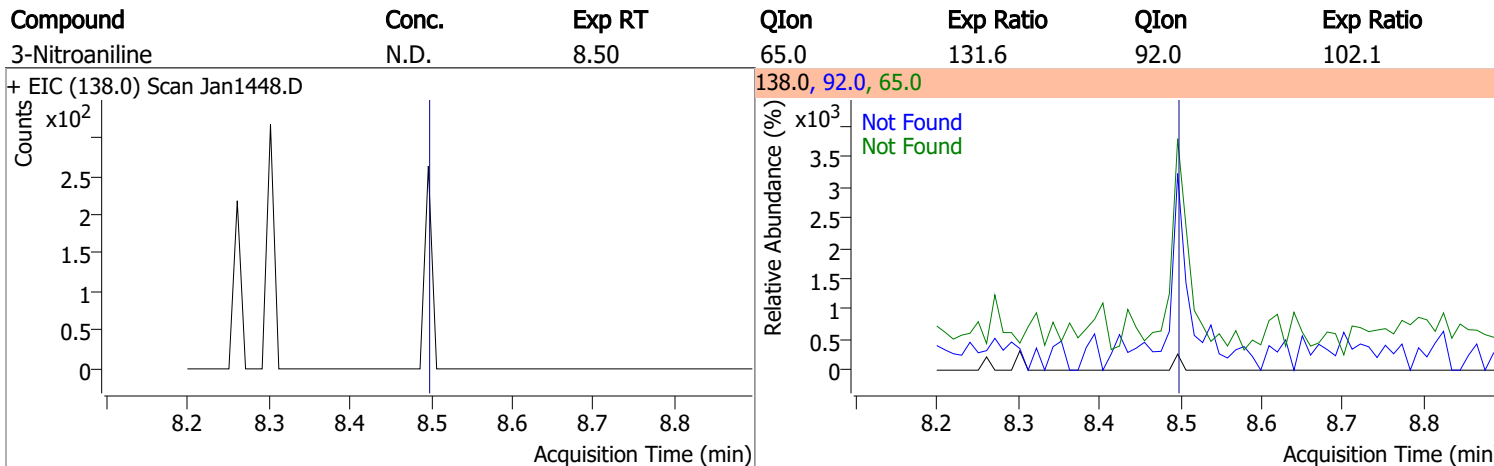 Compound Conc. Exp RT QIon Exp Ratio QIon Exp Ratio
3-Nitroaniline N.D. 8.50 65.0 131.6 92.0 102.1
+ EIC (138.0) Scan Jan1448.D
Counts
x10²
2.5
2
1.5
1
0.5
0
8.2 8.3 8.4 8.5 8.6 8.7 8.8
Acquisition Time (min)
138.0, 92.0, 65.0
Relative Abundance (%)
x10³
Not Found
Not Found
3.5
3
2.5
2
1.5
1
0.5
0
8.2 8.3 8.4 8.5 8.6 8.7 8.8
Acquisition Time (min